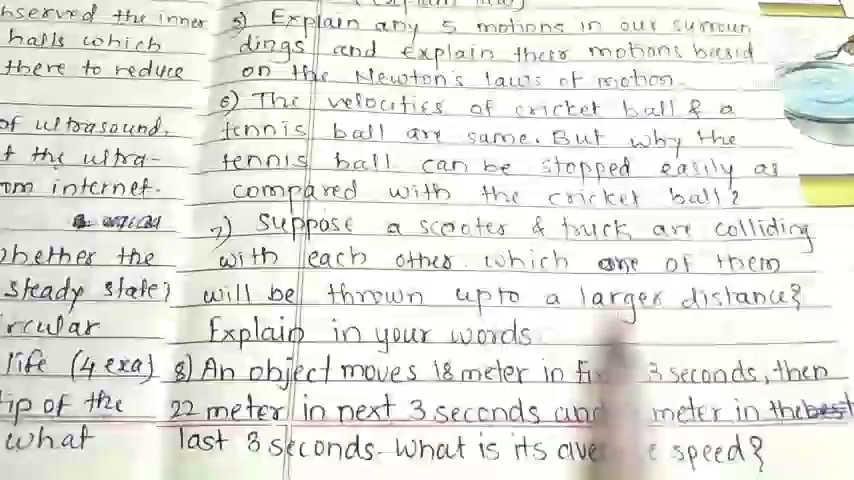 hserved the inner
halls which
there to reduce
of ultrasound.
t the ultra-
om internet.
hether the
steady state?
rcular
life (4 exa)
tip of the
what
5) Explain any 5 motions in our surroun
dings and explain their motions based
on the Newton's laws of motion.
6) The velocities of cricket ball & a
tennis ball are same. But why the
tennis ball can be stopped easily as
compared with the cricket ball?
7) Suppose a scooter & truck are colliding
with each other. which one of them
will be thrown upto a larger distance?
Explain in your words
8) An object moves 18 meter in 3 seconds, then
22 meter in next 3 seconds and meter in the
last 3 seconds. What is its speed?